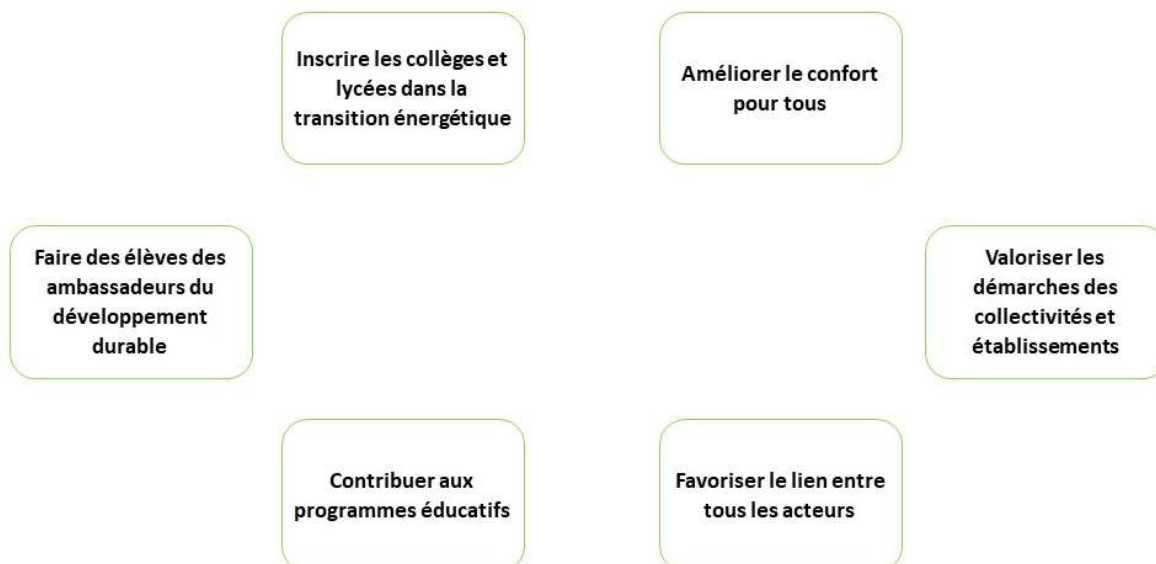 Inscrire les collèges et
lycées dans la
transition énergétique
Améliorer le confort
pour tous
Faire des élèves des
ambassadeurs du
développement
durable
Valoriser les
démarches des
collectivités et
établissements
Contribuer aux
programmes éducatifs
Favoriser le lien entre
tous les acteurs